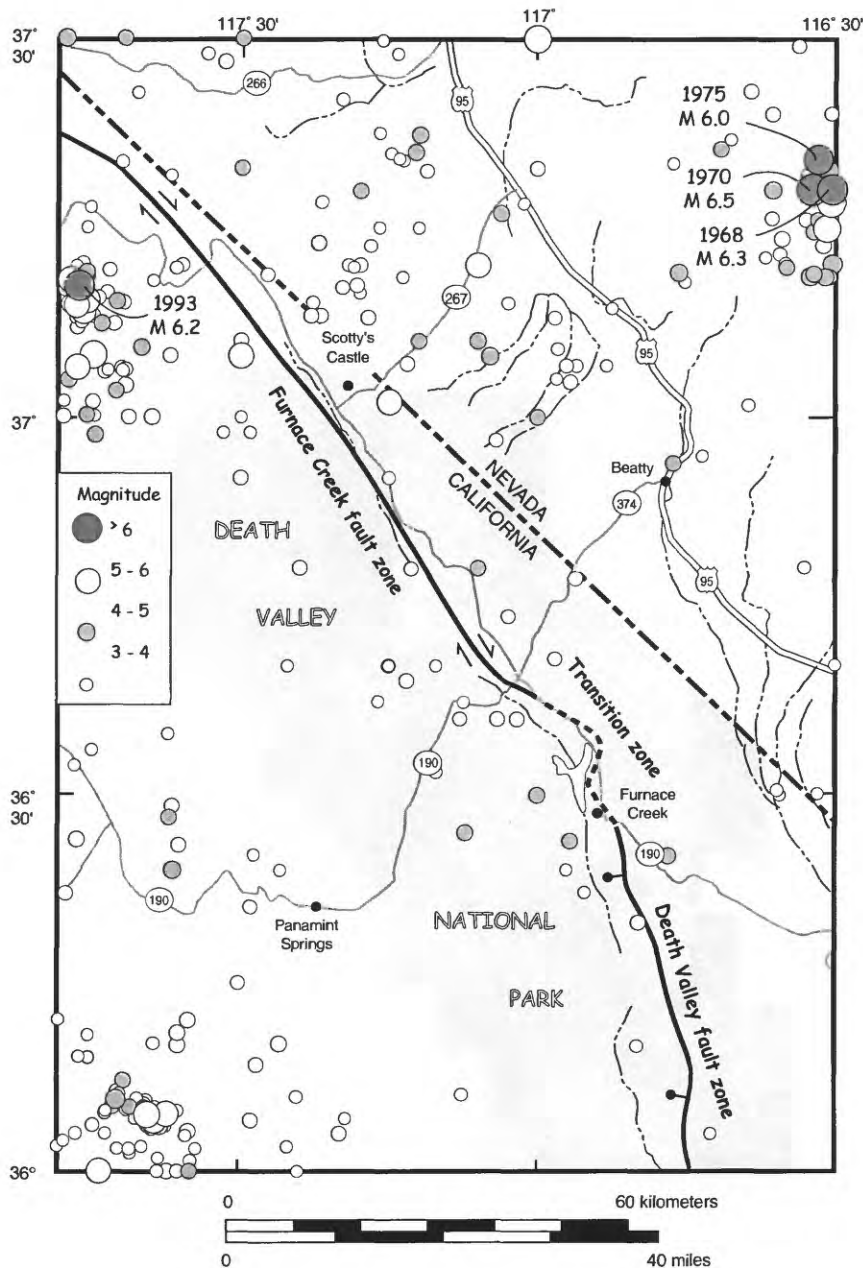 117° 30'
117°
116° 30'
37°
30'
266
95
1975
M 6.0
1970
M 6.5
1968
M 6.3
1993
M 6.2
267
Scotty's
Castle
95
37°
Furnace Creek fault zone
NEVADA
CALIFORNIA
Beatty
374
Magnitude
> 6
5 - 6
4 - 5
3 - 4
DEATH
VALLEY
95
Transition zone
190
36°
30'
Furnace
Creek
190
190
Panamint
Springs
NATIONAL
PARK
Death Valley fault zone
36°
0
60 kilometers
0
40 miles